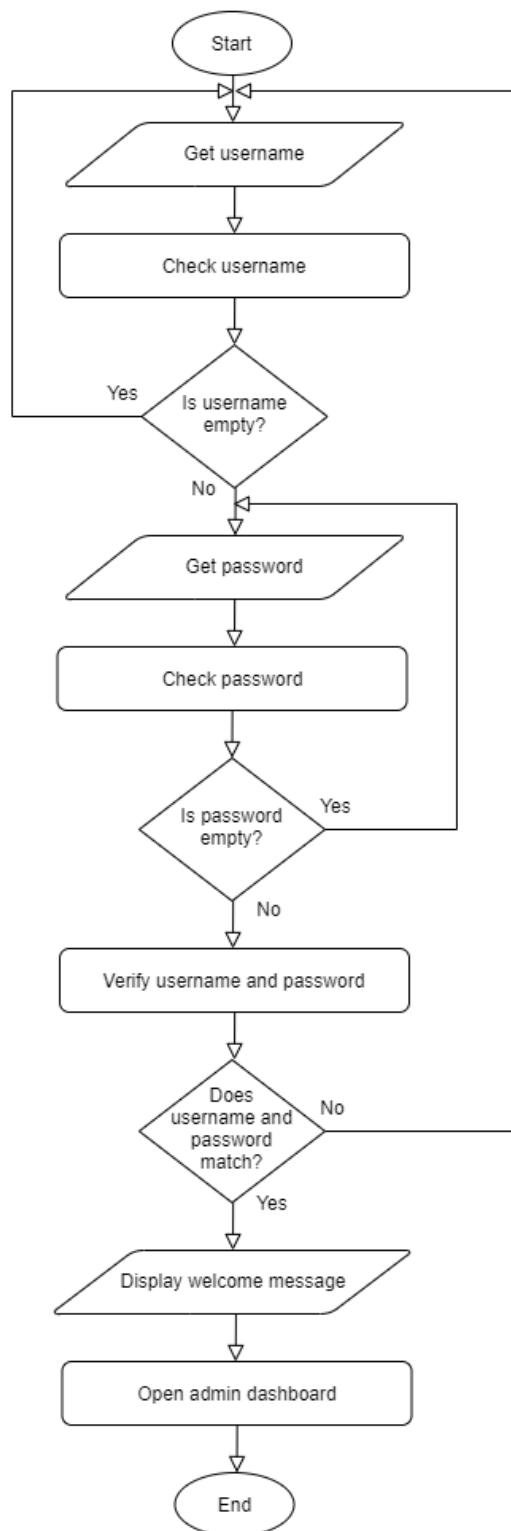 Start
Get username
Check username
Yes
Is username
empty?
No
Get password
Check password
Is password
empty?
Yes
No
Verify username and password
Does
username and
password
match?
No
Yes
Display welcome message
Open admin dashboard
End